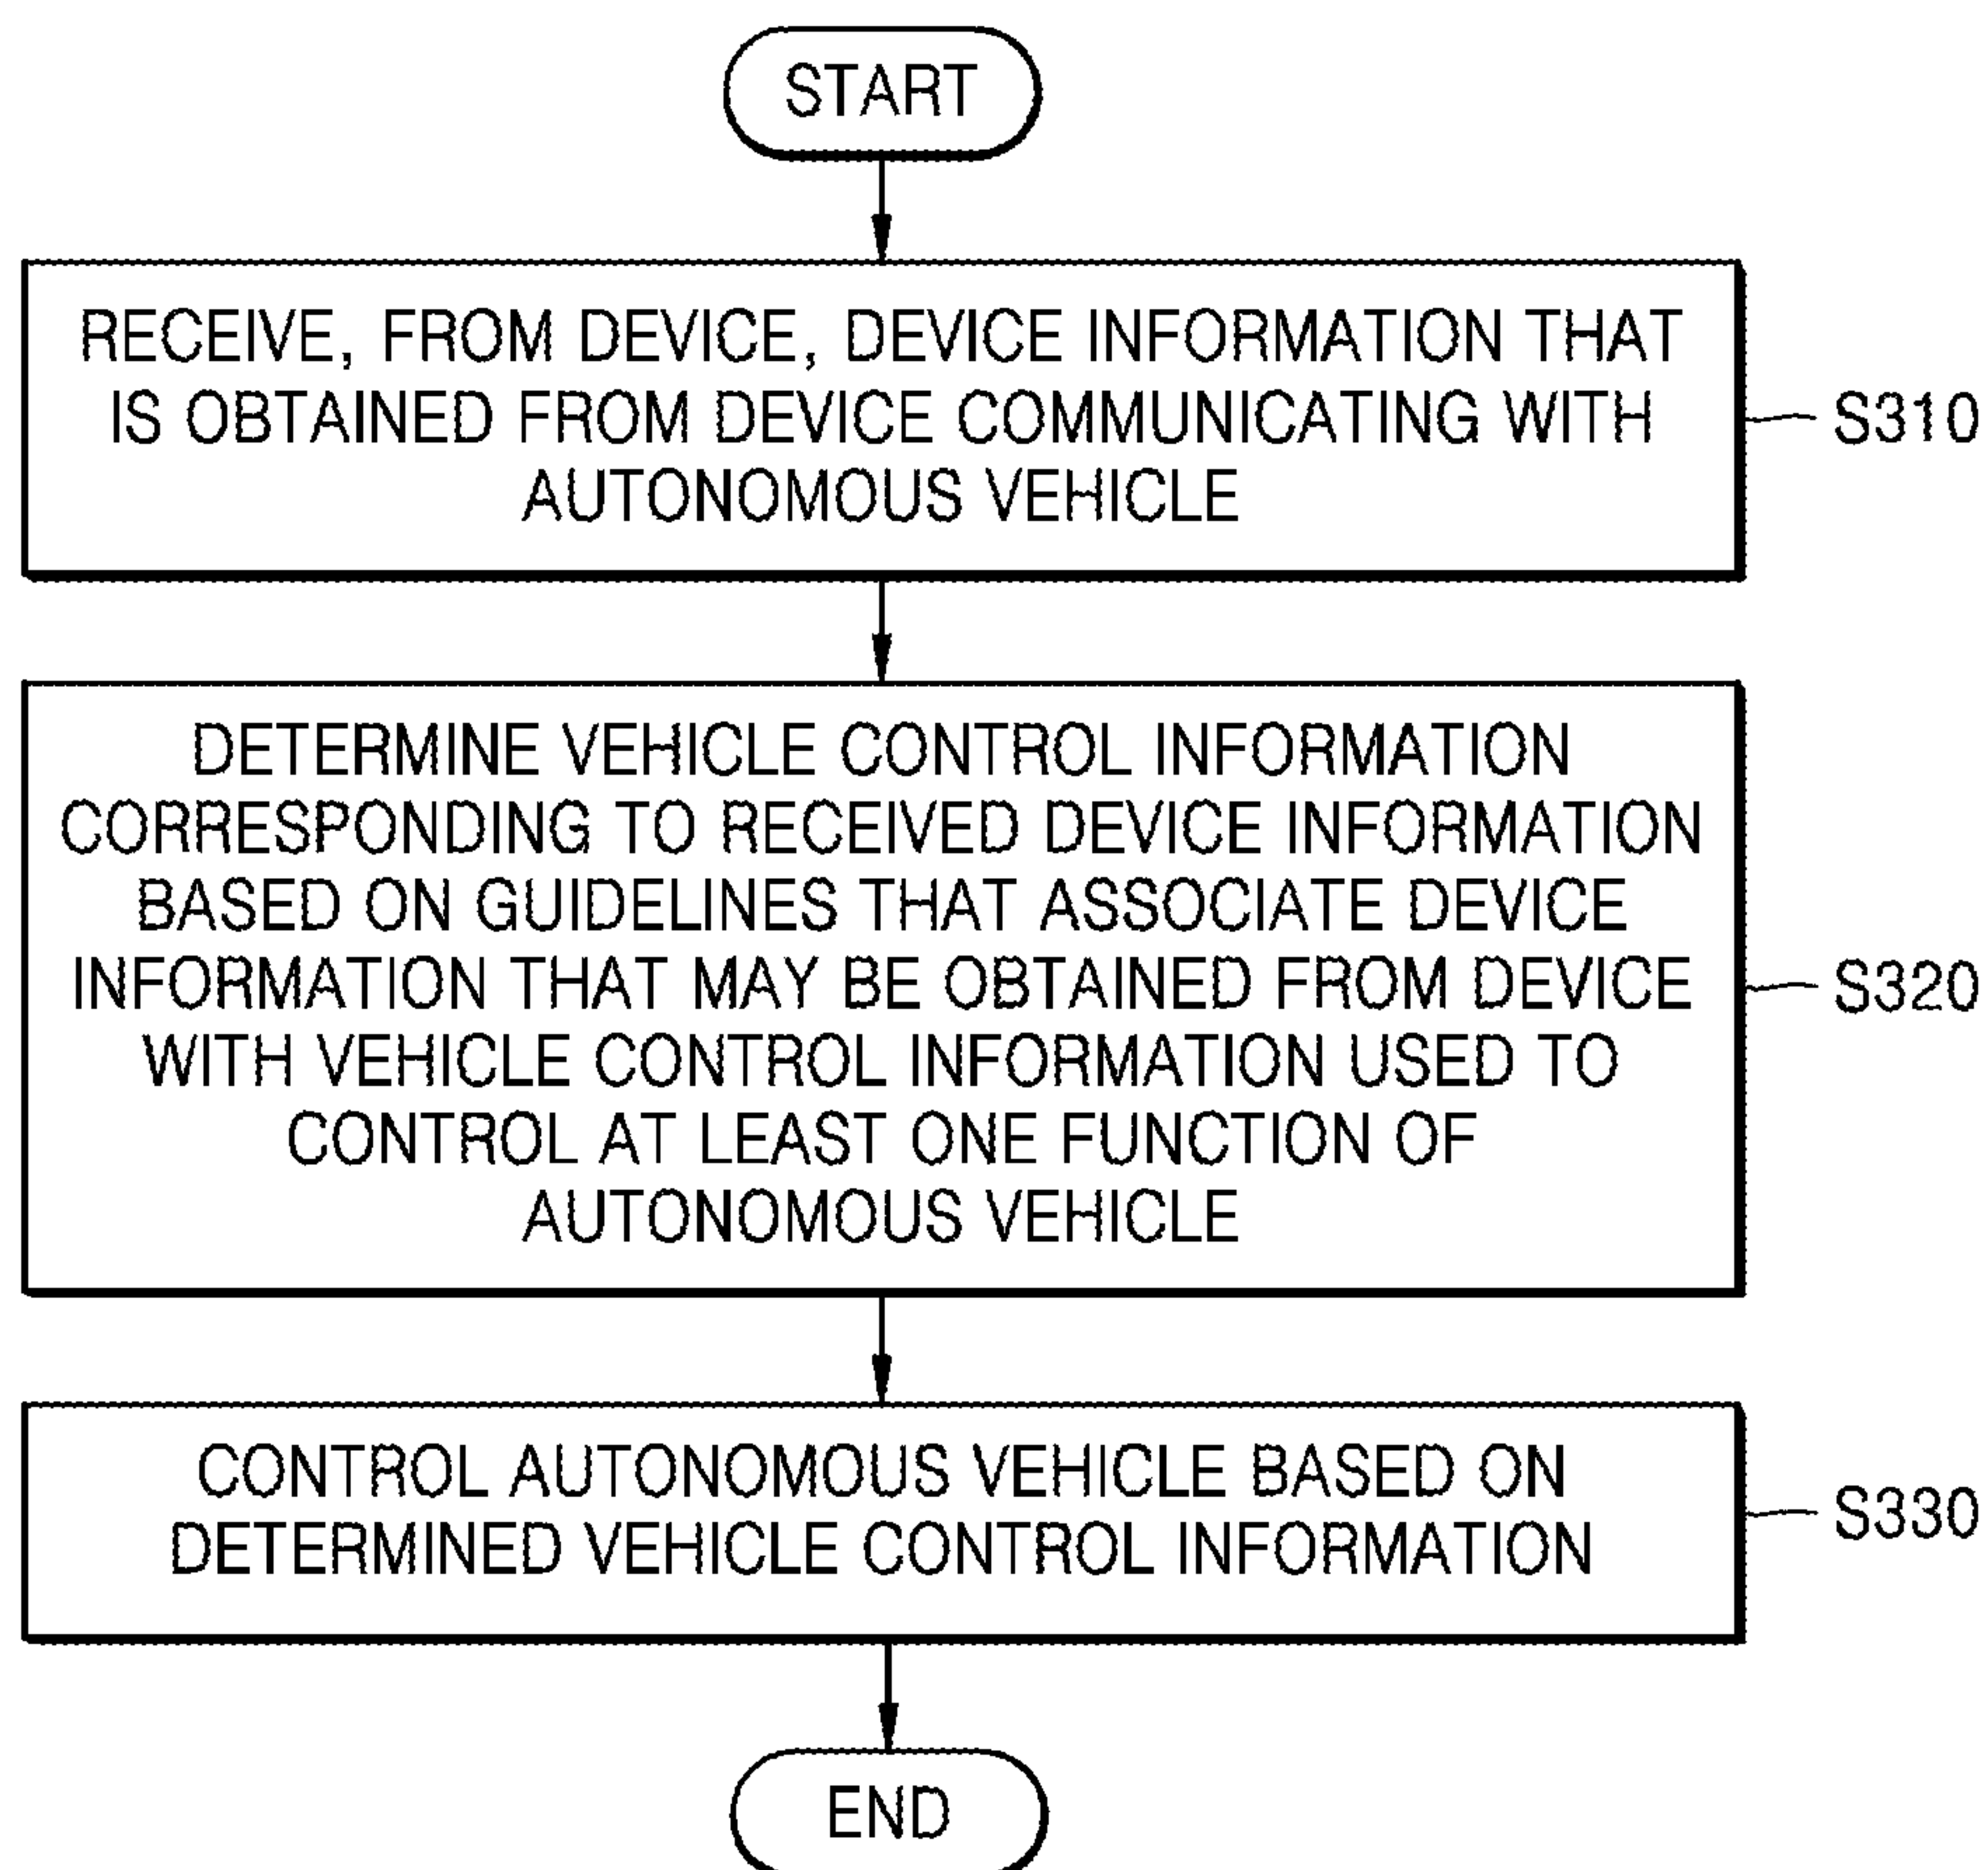 START
RECEIVE, FROM DEVICE, DEVICE INFORMATION THAT
IS OBTAINED FROM DEVICE COMMUNICATING WITH
AUTONOMOUS VEHICLE
S310
DETERMINE VEHICLE CONTROL INFORMATION
CORRESPONDING TO RECEIVED DEVICE INFORMATION
BASED ON GUIDELINES THAT ASSOCIATE DEVICE
INFORMATION THAT MAY BE OBTAINED FROM DEVICE
WITH VEHICLE CONTROL INFORMATION USED TO
CONTROL AT LEAST ONE FUNCTION OF
AUTONOMOUS VEHICLE
S320
CONTROL AUTONOMOUS VEHICLE BASED ON
DETERMINED VEHICLE CONTROL INFORMATION
S330
END